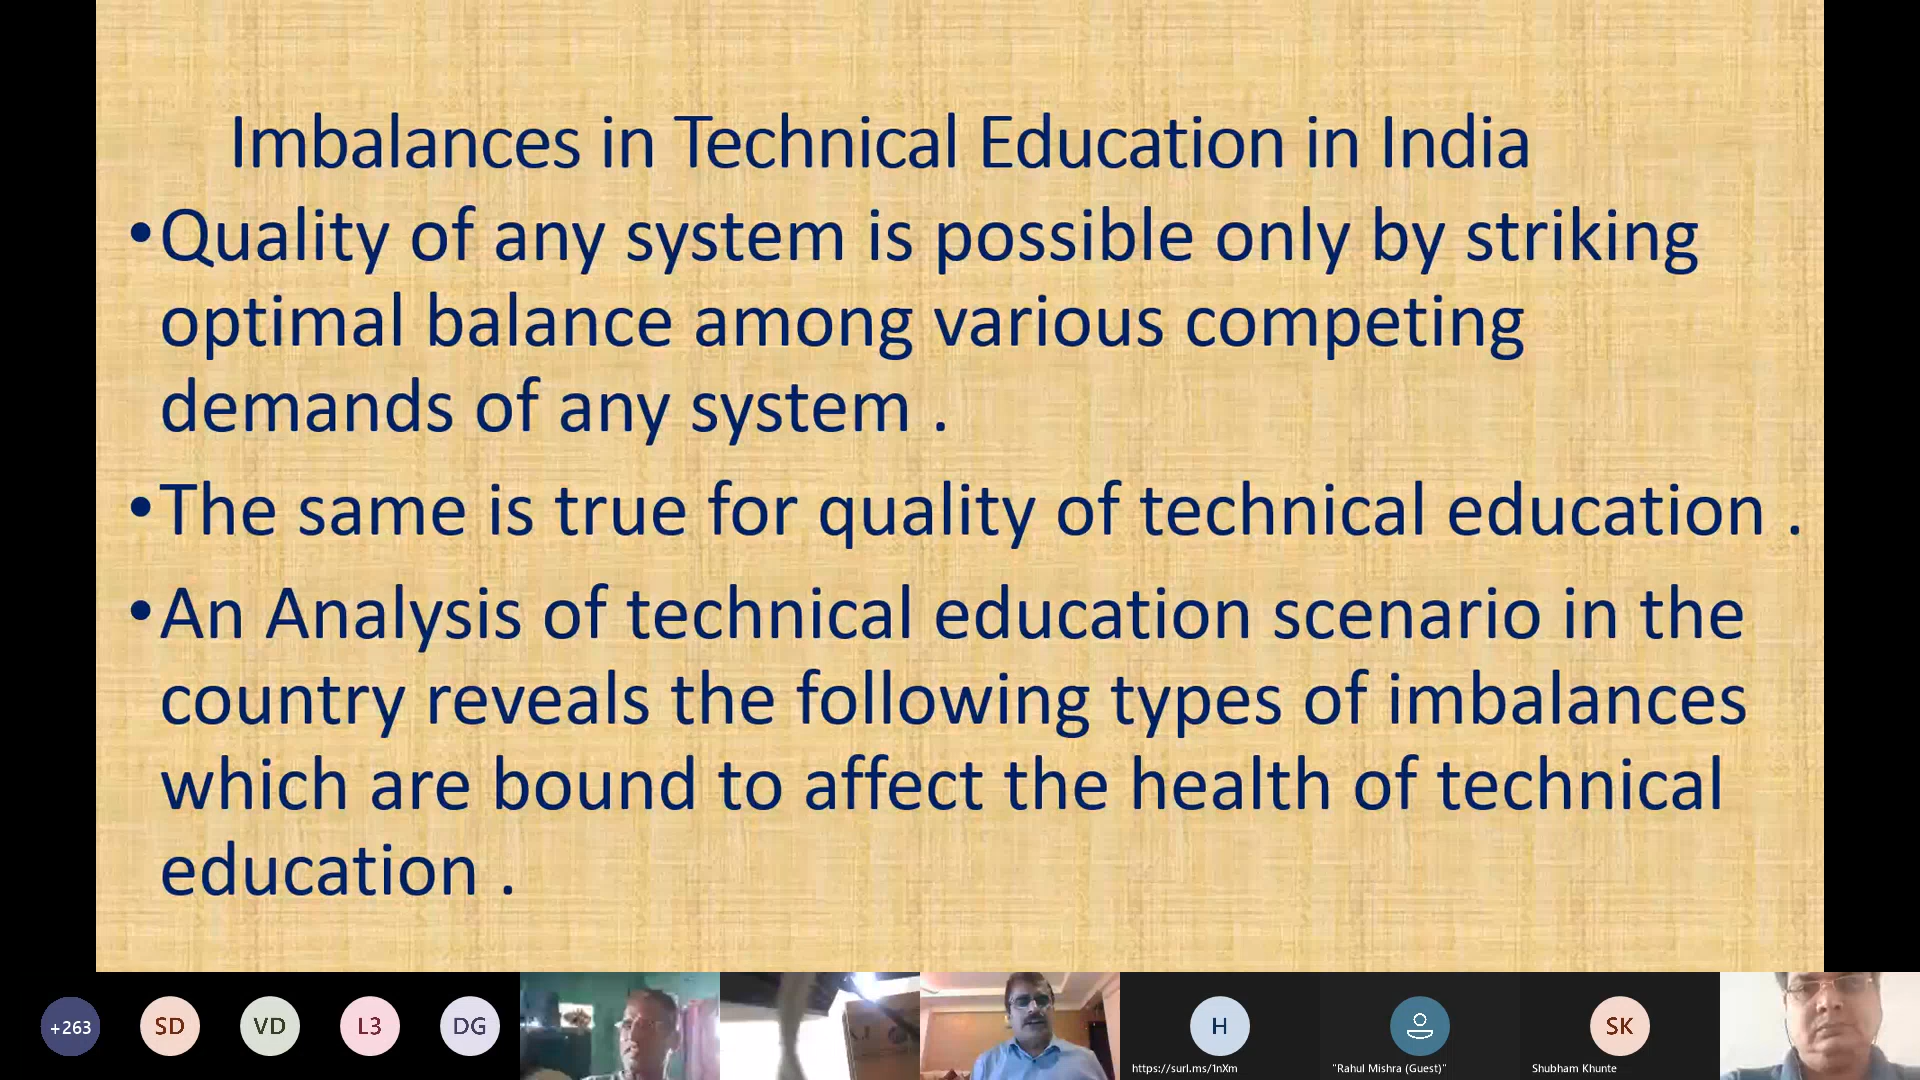 Imbalances in Technical Education in India
•Quality of any system is possible only by striking
optimal balance among various competing
demands of any system .
•The same is true for quality of technical education .
•An Analysis of technical education scenario in the
country reveals the following types of imbalances
which are bound to affect the health of technical
education .
+263
SD
VD
L3
DG
H
SK
https://surl.ms/1nXm
"Rahul Mishra (Guest)"
Shubham Khunte